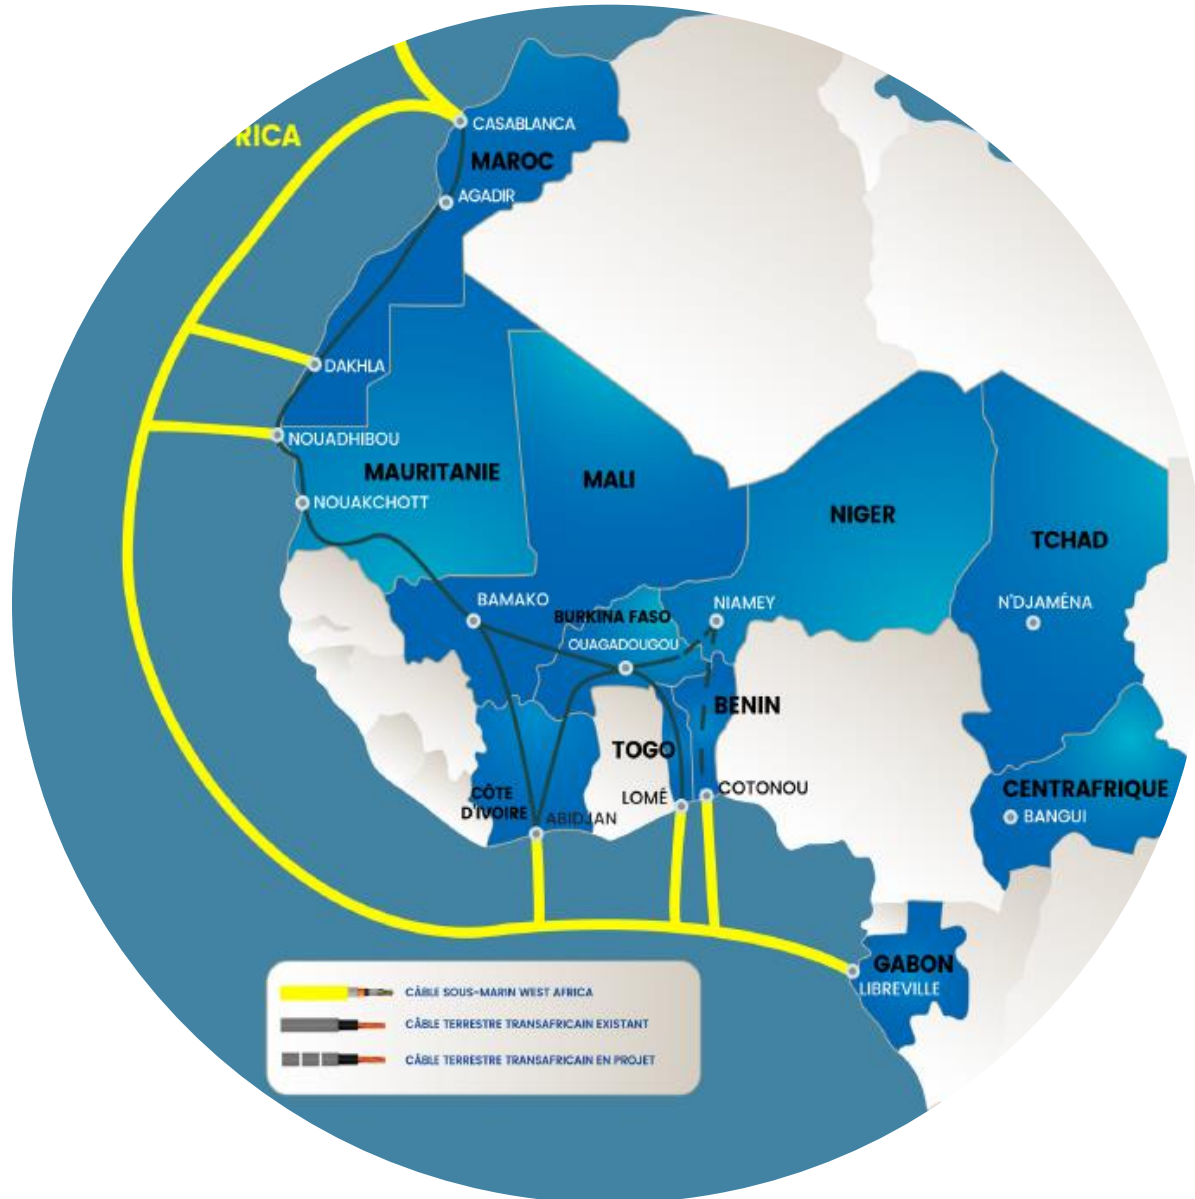 RICA
CASABLANCA
MAROC
AGADIR
DAKHLA
NOUADHIBOU
MAURITANIE
MALI
NOUAKCHOTT
NIGER
TCHAD
BAMAKO
BURKINA FASO
NIAMEY
N'DJAMÉNA
OUAGADOUGOU
BENIN
TOGO
CÔTE
D'IVOIRE
LOMÉ
COTONOU
CENTRAFRIQUE
ABIDJAN
BANGUI
GABON
LIBREVILLE
CÂBLE SOUS-MARIN WEST AFRICA
CÂBLE TERRESTRE TRANSAFRICAIN EXISTANT
CÂBLE TERRESTRE TRANSAFRICAIN EN PROJET